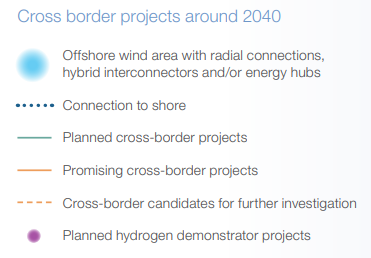 Cross border projects around 2040
Offshore wind area with radial connections,
hybrid interconnectors and/or energy hubs
Connection to shore
Planned cross-border projects
Promising cross-border projects
Cross-border candidates for further investigation
Planned hydrogen demonstrator projects